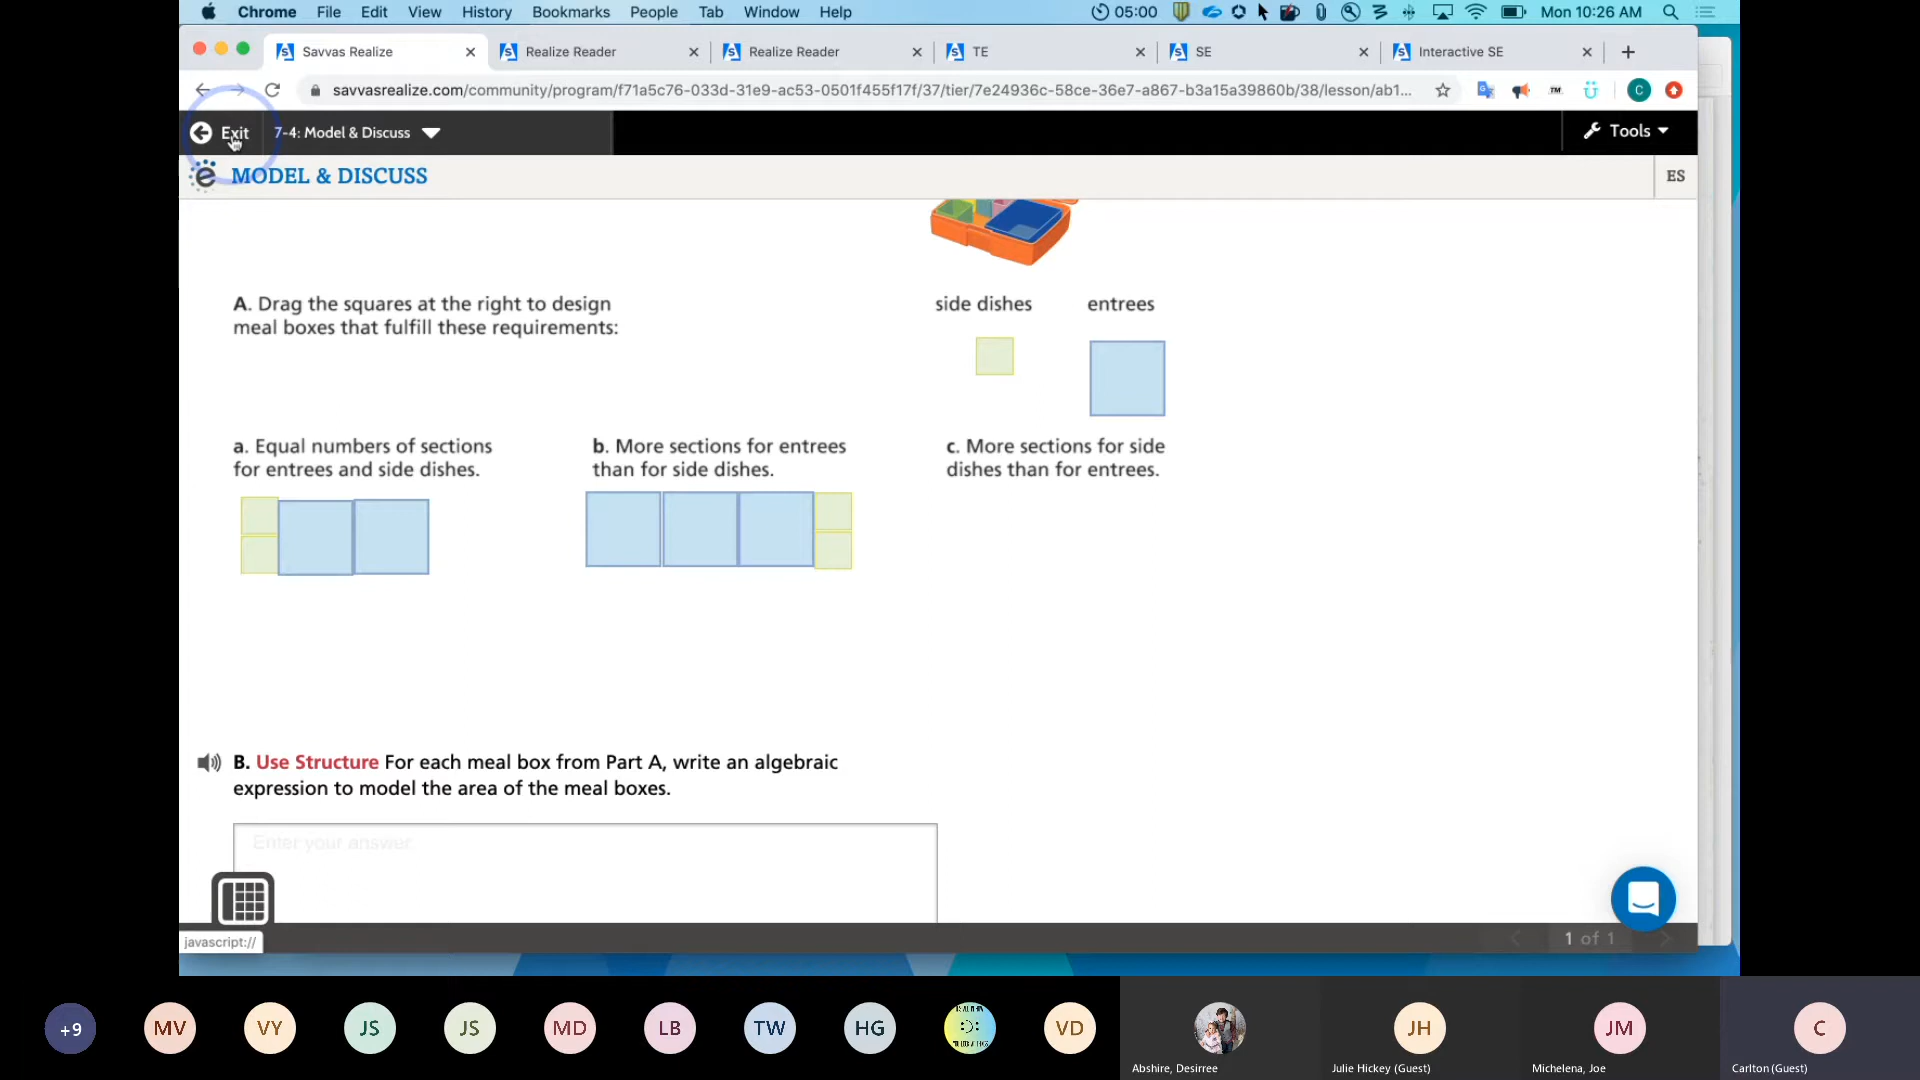 Chrome File Edit View History Bookmarks People Tab Window Help 05:00 Mon 10:26 AM
Savvas Realize
Realize Reader
Realize Reader
TE
SE
Interactive SE
savvasrealize.com/community/program/f71a5c76-033d-31e9-ac53-0501f455f17f/37/tier/7e24936c-58ce-36e7-a867-b3a15a39860b/38/lesson/ab1...
C
Exit
7-4: Model & Discuss
Tools
MODEL & DISCUSS
ES
A. Drag the squares at the right to design
meal boxes that fulfill these requirements:
side dishes
entrees
a. Equal numbers of sections
for entrees and side dishes.
b. More sections for entrees
than for side dishes.
c. More sections for side
dishes than for entrees.
B. Use Structure For each meal box from Part A, write an algebraic
expression to model the area of the meal boxes.
Enter your answer
javascript://
1 of 1
+9
MV
VY
JS
JS
MD
LB
TW
HG
VD
JH
JM
C
Abshire, Desirree
Julie Hickey (Guest)
Michelena, Joe
Carlton (Guest)